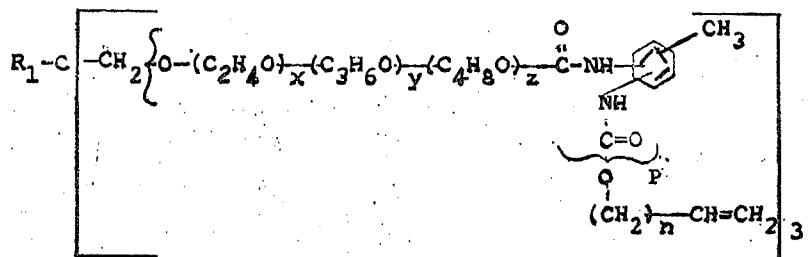 O CH3
R1-C-CH2{O-(C2H4O)x-(C3H6O)y-(C4H8O)z-C-NH-
NH
C=O
O P
(CH2)n-CH=CH2 3